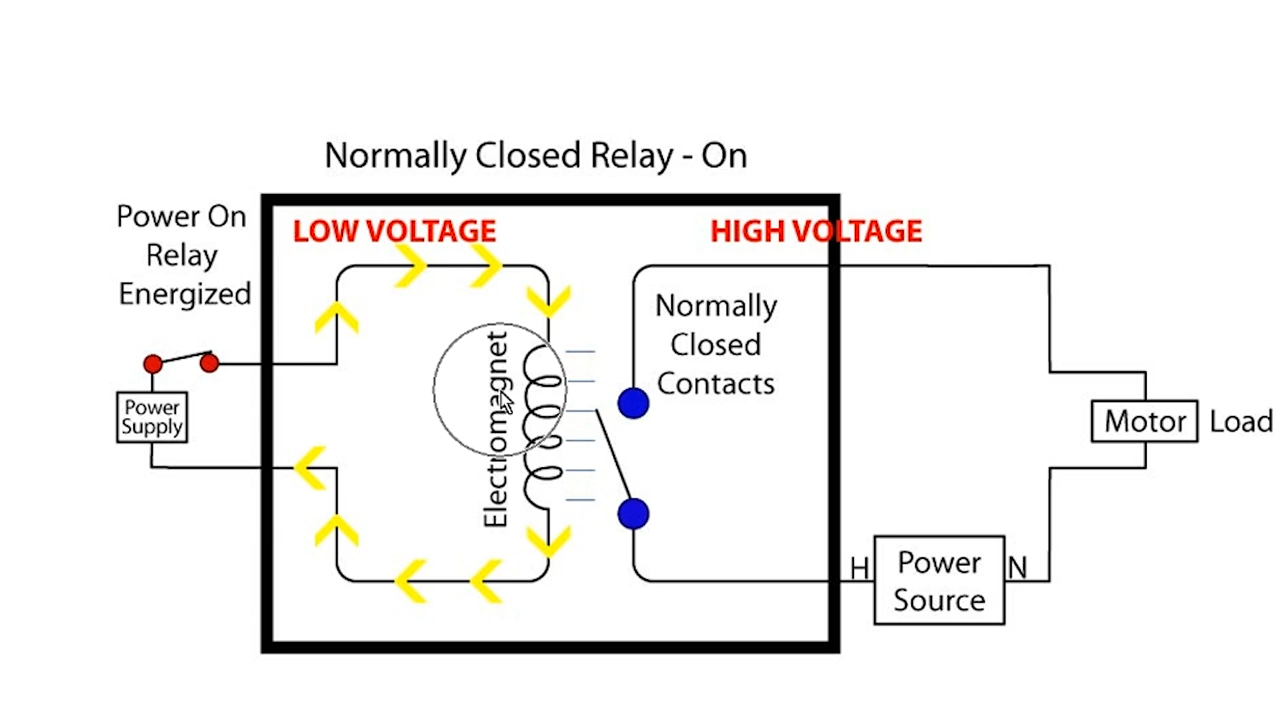 Normally Closed Relay - On
Power On
Relay
Energized
LOW VOLTAGE
HIGH VOLTAGE
Normally
Closed
Contacts
Electromagnet
Power
Supply
Motor
Load
H
Power
Source
N